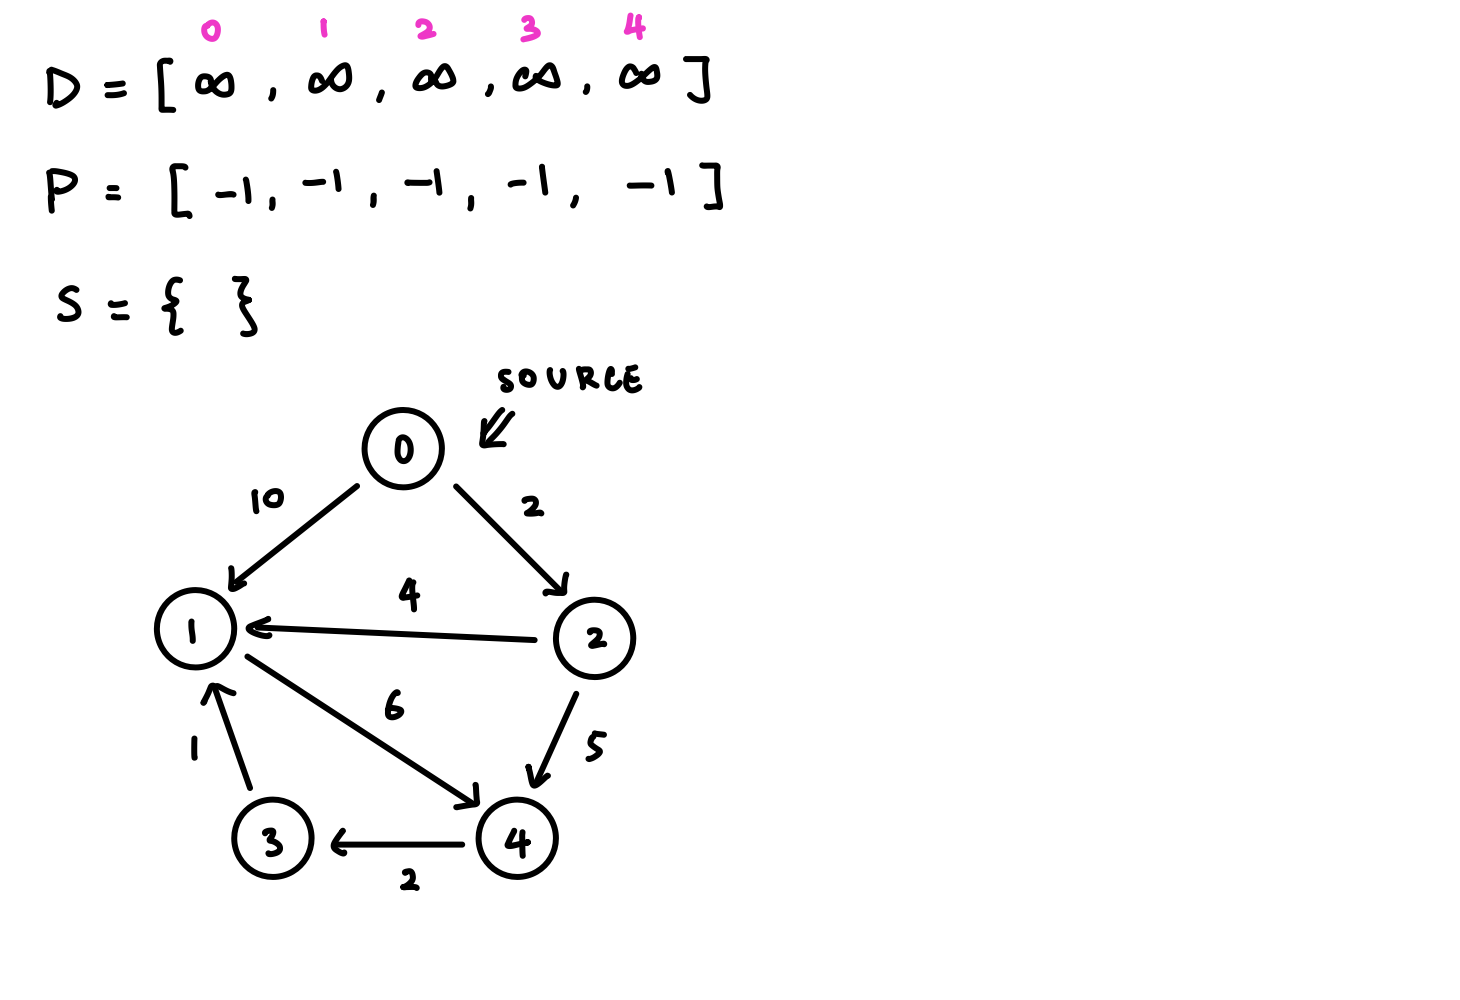 0 1 2 3 4
D = [ ∞ , ∞ , ∞ , ∞ , ∞ ]
P = [ -1 , -1 , -1 , -1 , -1 ]
S = { }
SOURCE
0
10
2
4
1
2
6
1
5
3
4
2